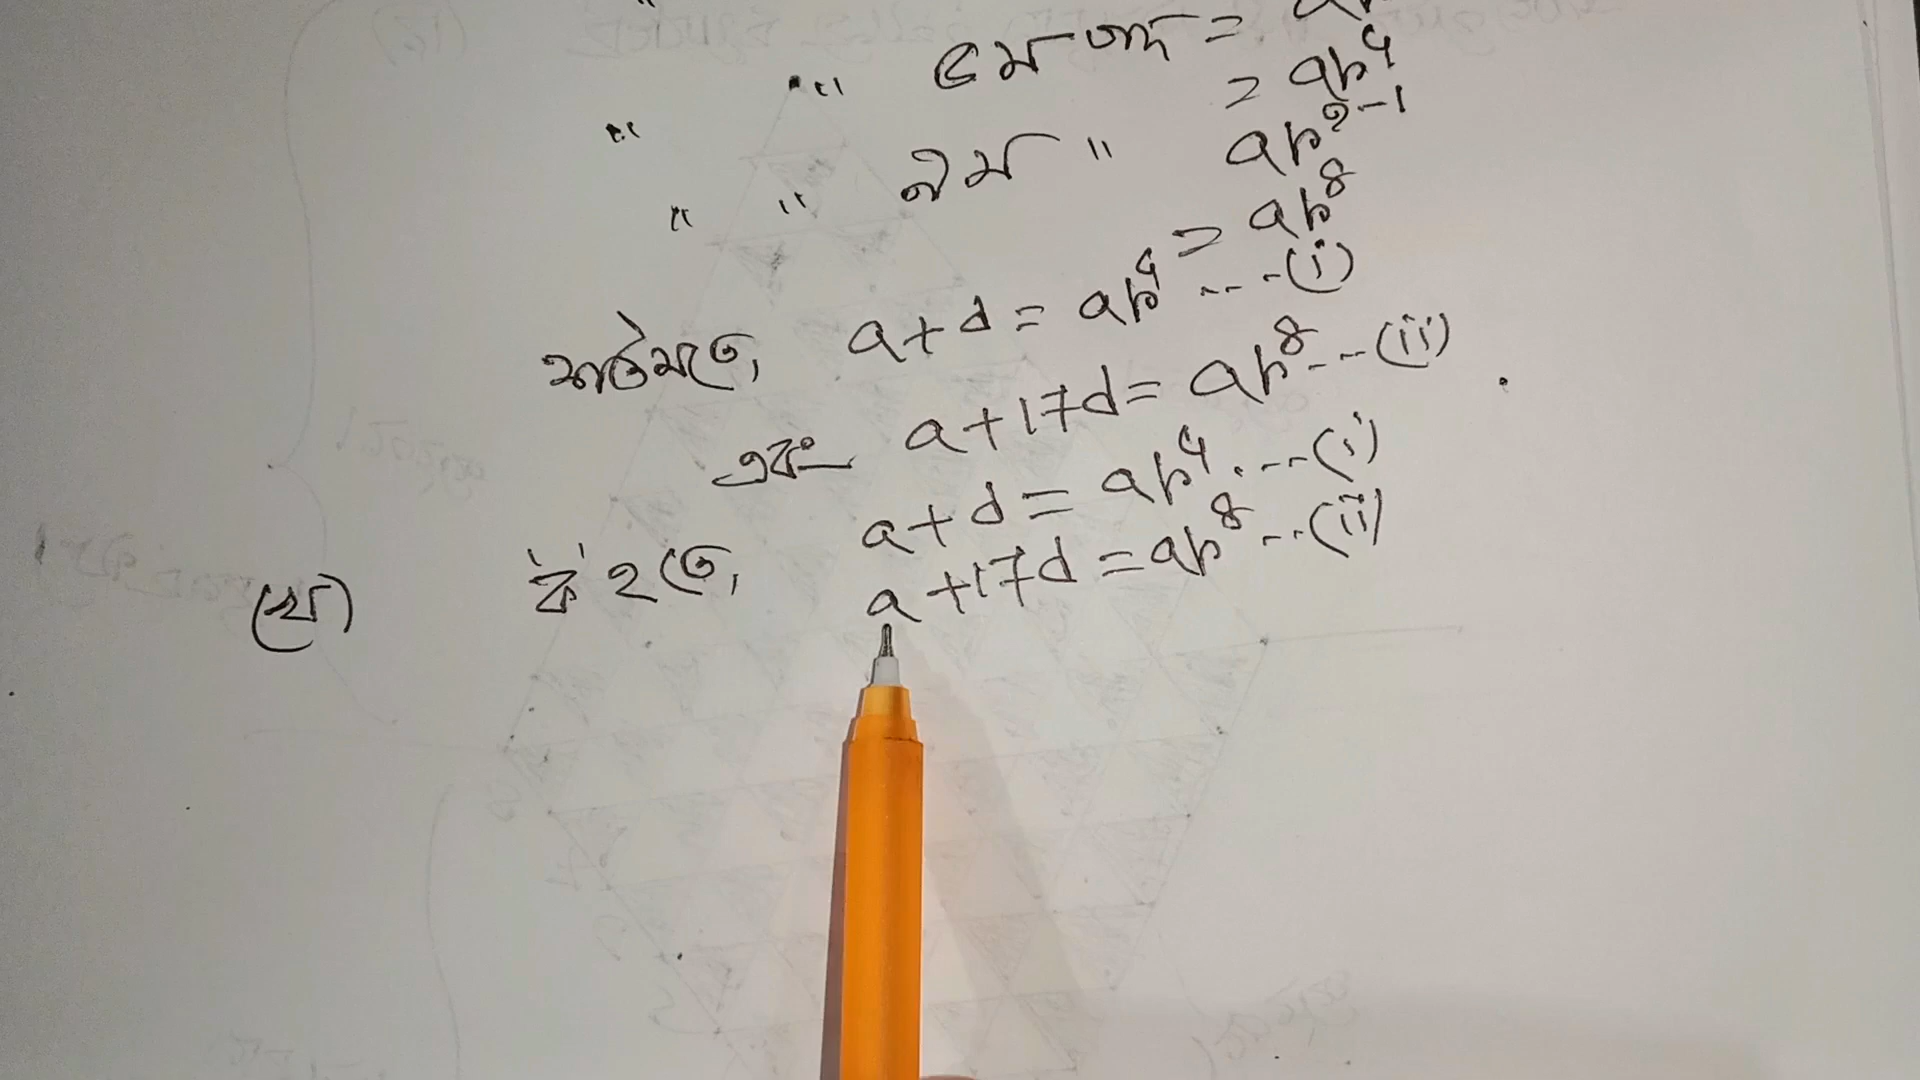 " ৫ম পদ = ar
" = ar⁴
" " ৯ম " ar⁹⁻¹
= ar⁸
শর্তমতে, a+d = ar⁴ ---(i)
এবং a+17d = ar⁸ ---(ii)
(খ) 'ক' হতে, a+d = ar⁴ ---(i)
a+17d = ar⁸ ---(ii)